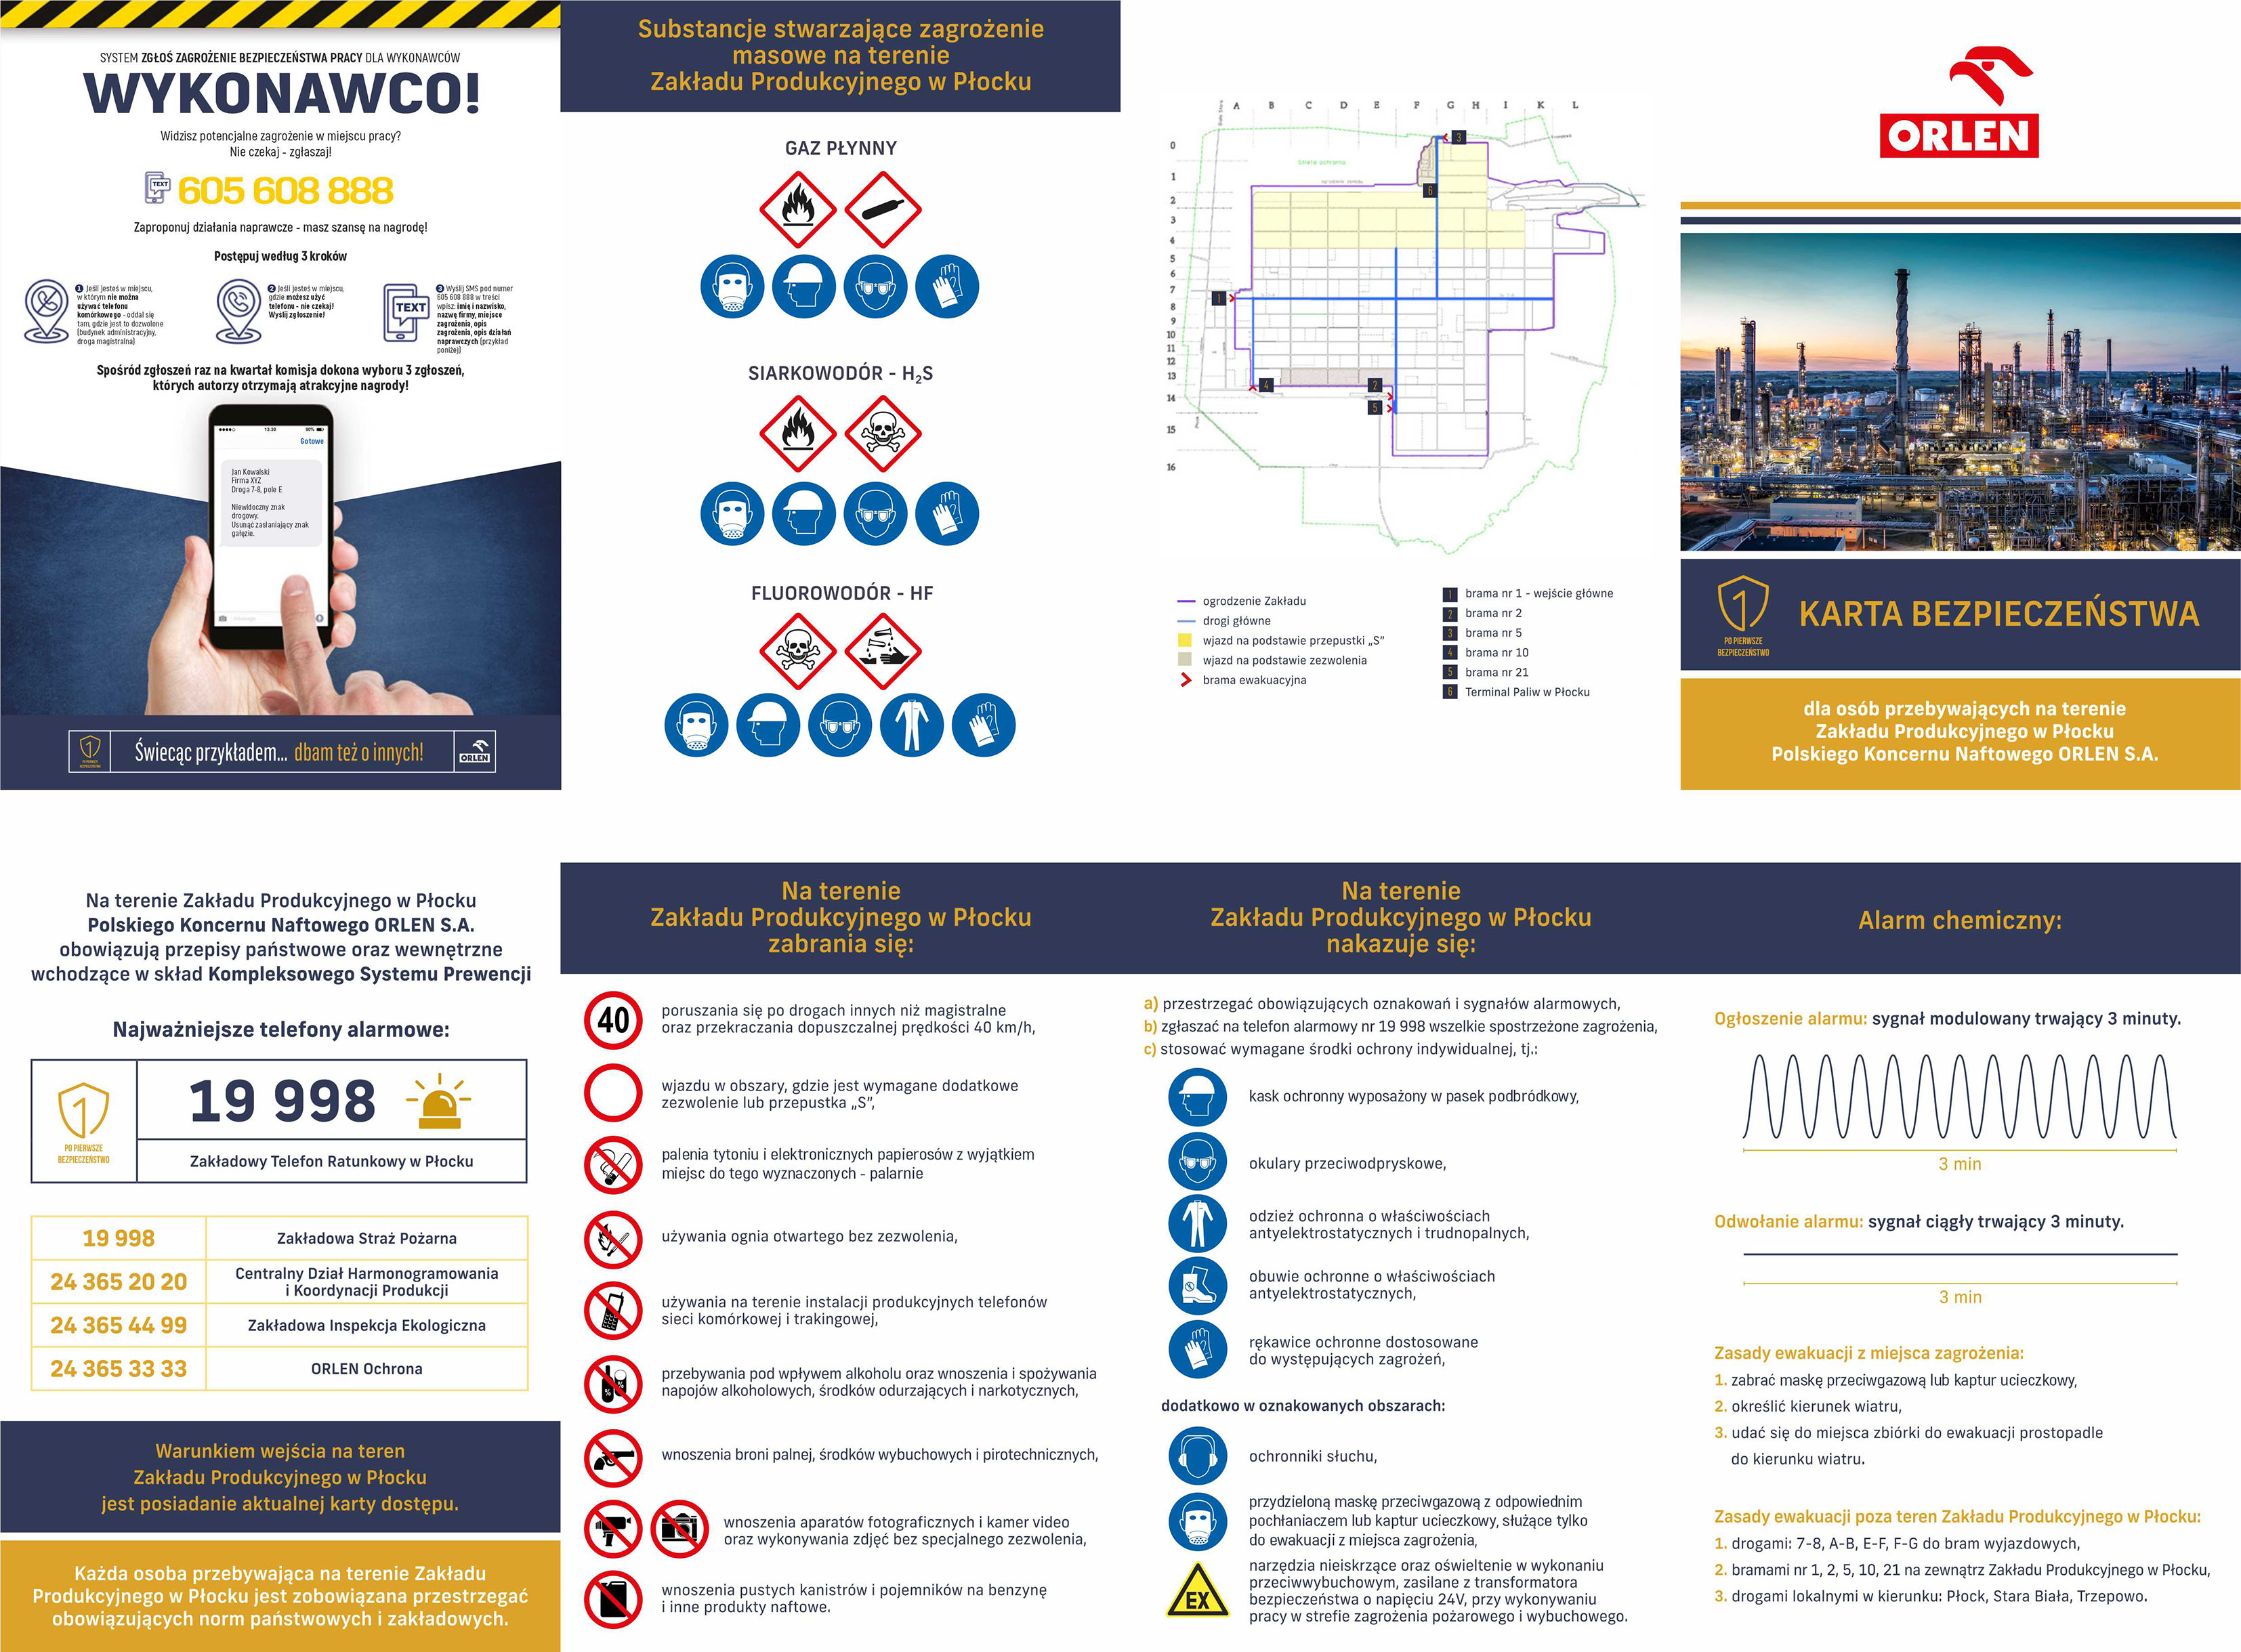 SYSTEM ZGŁOŚ ZAGROŻENIE BEZPIECZEŃSTWA PRACY DLA WYKONAWCÓW
WYKONAWCO!
Widzisz potencjalne zagrożenie w miejscu pracy?
Nie czekaj - zgłaszaj!
TEXT
605 608 888
Zaproponuj działania naprawcze - masz szansę na nagrodę!
Postępuj według 3 kroków
1 Jeśli jesteś w miejscu,
w którym nie można
używać telefonu
komórkowego - oddal się
tam, gdzie jest to dozwolone
(budynek administracyjny,
droga magistralna)
2 Jeśli jesteś w miejscu,
gdzie możesz użyć
telefonu - nie czekaj!
Wyślij zgłoszenie!
TEXT
3 Wyślij SMS pod numer
605 608 888 w treści
wpisz: imię i nazwisko,
nazwę firmy, miejsce
zagrożenia, opis
zagrożenia, opis działań
naprawczych (przykład
poniżej)
Spośród zgłoszeń raz na kwartał komisja dokona wyboru 3 zgłoszeń,
których autorzy otrzymają atrakcyjne nagrody!
Gotowe
Jan Kowalski
Firma XYZ
Droga 7-8, pole E
Niewidoczny znak
drogowy.
Usunąć zasłaniający znak
gałęzie.
Świecąc przykładem... dbam też o innych!
ORLEN
Substancje stwarzające zagrożenie
masowe na terenie
Zakładu Produkcyjnego w Płocku
GAZ PŁYNNY
SIARKOWODÓR - H₂S
FLUOROWODÓR - HF
A B C D E F G H I K L
0
1
2
3
4
5
6
7
8
9
10
11
12
13
14
15
16
Strefa ochronna
3
6
1
4
2
5
ogrodzenie Zakładu
drogi główne
wjazd na podstawie przepustki „S”
wjazd na podstawie zezwolenia
brama ewakuacyjna
1 brama nr 1 - wejście główne
2 brama nr 2
3 brama nr 5
4 brama nr 10
5 brama nr 21
6 Terminal Paliw w Płocku
ORLEN
1
PO PIERWSZE
BEZPIECZEŃSTWO
KARTA BEZPIECZEŃSTWA
dla osób przebywających na terenie
Zakładu Produkcyjnego w Płocku
Polskiego Koncernu Naftowego ORLEN S.A.
Na terenie Zakładu Produkcyjnego w Płocku
Polskiego Koncernu Naftowego ORLEN S.A.
obowiązują przepisy państwowe oraz wewnętrzne
wchodzące w skład Kompleksowego Systemu Prewencji
Najważniejsze telefony alarmowe:
1
PO PIERWSZE
BEZPIECZEŃSTWO
19 998
Zakładowy Telefon Ratunkowy w Płocku
19 998 Zakładowa Straż Pożarna
24 365 20 20 Centralny Dział Harmonogramowania
i Koordynacji Produkcji
24 365 44 99 Zakładowa Inspekcja Ekologiczna
24 365 33 33 ORLEN Ochrona
Warunkiem wejścia na teren
Zakładu Produkcyjnego w Płocku
jest posiadanie aktualnej karty dostępu.
Każda osoba przebywająca na terenie Zakładu
Produkcyjnego w Płocku jest zobowiązana przestrzegać
obowiązujących norm państwowych i zakładowych.
Na terenie
Zakładu Produkcyjnego w Płocku
zabrania się:
40
poruszania się po drogach innych niż magistralne
oraz przekraczania dopuszczalnej prędkości 40 km/h,
wjazdu w obszary, gdzie jest wymagane dodatkowe
zezwolenie lub przepustka „S”,
palenia tytoniu i elektronicznych papierosów z wyjątkiem
miejsc do tego wyznaczonych - palarnie
używania ognia otwartego bez zezwolenia,
używania na terenie instalacji produkcyjnych telefonów
sieci komórkowej i trakingowej,
przebywania pod wpływem alkoholu oraz wnoszenia i spożywania
napojów alkoholowych, środków odurzających i narkotycznych,
wnoszenia broni palnej, środków wybuchowych i pirotechnicznych,
wnoszenia aparatów fotograficznych i kamer video
oraz wykonywania zdjęć bez specjalnego zezwolenia,
wnoszenia pustych kanistrów i pojemników na benzynę
i inne produkty naftowe.
Na terenie
Zakładu Produkcyjnego w Płocku
nakazuje się:
a) przestrzegać obowiązujących oznakowań i sygnałów alarmowych,
b) zgłaszać na telefon alarmowy nr 19 998 wszelkie spostrzeżone zagrożenia,
c) stosować wymagane środki ochrony indywidualnej, tj.:
kask ochronny wyposażony w pasek podbródkowy,
okulary przeciwodpryskowe,
odzież ochronna o właściwościach
antyelektrostatycznych i trudnopalnych,
obuwie ochronne o właściwościach
antyelektrostatycznych,
rękawice ochronne dostosowane
do występujących zagrożeń,
dodatkowo w oznakowanych obszarach:
ochronniki słuchu,
przydzieloną maskę przeciwgazową z odpowiednim
pochłaniaczem lub kaptur ucieczkowy, służące tylko
do ewakuacji z miejsca zagrożenia,
EX
narzędzia nieiskrzące oraz oświeltenie w wykonaniu
przeciwwybuchowym, zasilane z transformatora
bezpieczeństwa o napięciu 24V, przy wykonywaniu
pracy w strefie zagrożenia pożarowego i wybuchowego.
Alarm chemiczny:
Ogłoszenie alarmu: sygnał modulowany trwający 3 minuty.
3 min
Odwołanie alarmu: sygnał ciągły trwający 3 minuty.
3 min
Zasady ewakuacji z miejsca zagrożenia:
1. zabrać maskę przeciwgazową lub kaptur ucieczkowy,
2. określić kierunek wiatru,
3. udać się do miejsca zbiórki do ewakuacji prostopadle
do kierunku wiatru.
Zasady ewakuacji poza teren Zakładu Produkcyjnego w Płocku:
1. drogami: 7-8, A-B, E-F, F-G do bram wyjazdowych,
2. bramami nr 1, 2, 5, 10, 21 na zewnątrz Zakładu Produkcyjnego w Płocku,
3. drogami lokalnymi w kierunku: Płock, Stara Biała, Trzepowo.